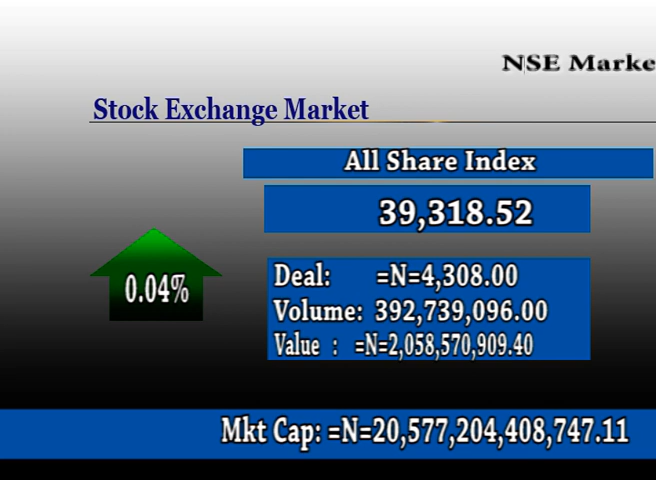 NSE Marke
Stock Exchange Market
All Share Index
39,318.52
0.04%
Deal: =N=4,308.00
Volume: 392,739,096.00
Value : =N=2,058,570,909.40
Mkt Cap: =N=20,577,204,408,747.11